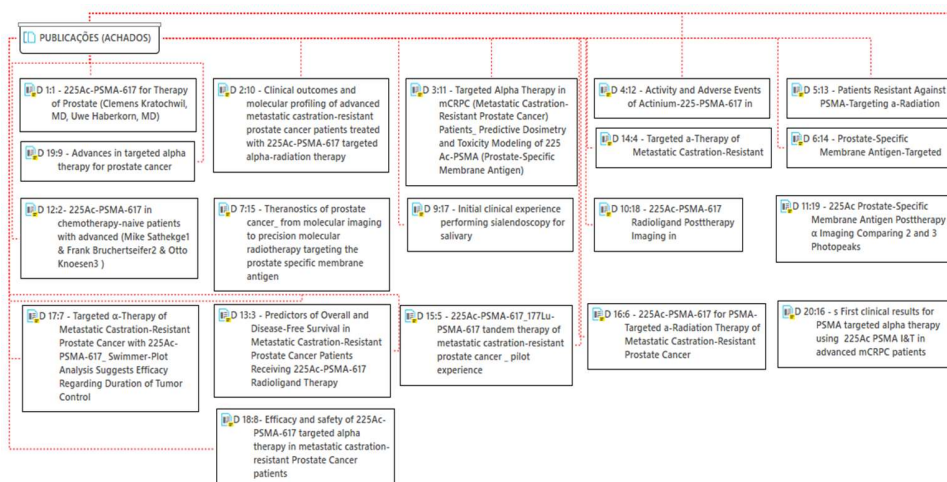 PUBLICAÇÕES (ACHADOS)
D 1:1 - 225Ac-PSMA-617 for Therapy
of Prostate (Clemens Kratochwil,
MD, Uwe Haberkorn, MD)
D 19:9 - Advances in targeted alpha
therapy for prostate cancer
D 2:10 - Clinical outcomes and
molecular profiling of advanced
metastatic castration-resistant
prostate cancer patients treated
with 225Ac-PSMA-617 targeted
alpha-radiation therapy
D 3:11 - Targeted Alpha Therapy in
mCRPC (Metastatic Castration-
Resistant Prostate Cancer)
Patients_ Predictive Dosimetry
and Toxicity Modeling of 225
Ac-PSMA (Prostate-Specific
Membrane Antigen)
D 4:12 - Activity and Adverse Events
of Actinium-225-PSMA-617 in
D 14:4 - Targeted a-Therapy of
Metastatic Castration-Resistant
D 5:13 - Patients Resistant Against
PSMA-Targeting a-Radiation
D 6:14 - Prostate-Specific
Membrane Antigen-Targeted
D 12:2- 225Ac-PSMA-617 in
chemotherapy-naive patients
with advanced (Mike Sathekge1
& Frank Bruchertseifer2 & Otto
Knoesen3 )
D 7:15 - Theranostics of prostate
cancer_ from molecular imaging
to precision molecular
radiotherapy targeting the
prostate specific membrane
antigen
D 9:17 - Initial clinical experience
performing sialendoscopy for
salivary
D 10:18 - 225Ac-PSMA-617
Radioligand Posttherapy
Imaging in
D 11:19 - 225Ac Prostate-Specific
Membrane Antigen Posttherapy
α Imaging Comparing 2 and 3
Photopeaks
D 17:7 - Targeted α-Therapy of
Metastatic Castration-Resistant
Prostate Cancer with 225Ac-
PSMA-617_ Swimmer-Plot
Analysis Suggests Efficacy
Regarding Duration of Tumor
Control
D 13:3 - Predictors of Overall and
Disease-Free Survival in
Metastatic Castration-Resistant
Prostate Cancer Patients
Receiving 225Ac-PSMA-617
Radioligand Therapy
D 15:5 - 225Ac-PSMA-617_177Lu-
PSMA-617 tandem therapy of
metastatic castration-resistant
prostate cancer _ pilot
experience
D 16:6 - 225Ac-PSMA-617 for PSMA-
Targeted a-Radiation Therapy of
Metastatic Castration-Resistant
Prostate Cancer
D 20:16 - s First clinical results for
PSMA targeted alpha therapy
using 225Ac PSMA I&T in
advanced mCRPC patients
D 18:8- Efficacy and safety of 225Ac-
PSMA-617 targeted alpha
therapy in metastatic castration-
resistant Prostate Cancer
patients